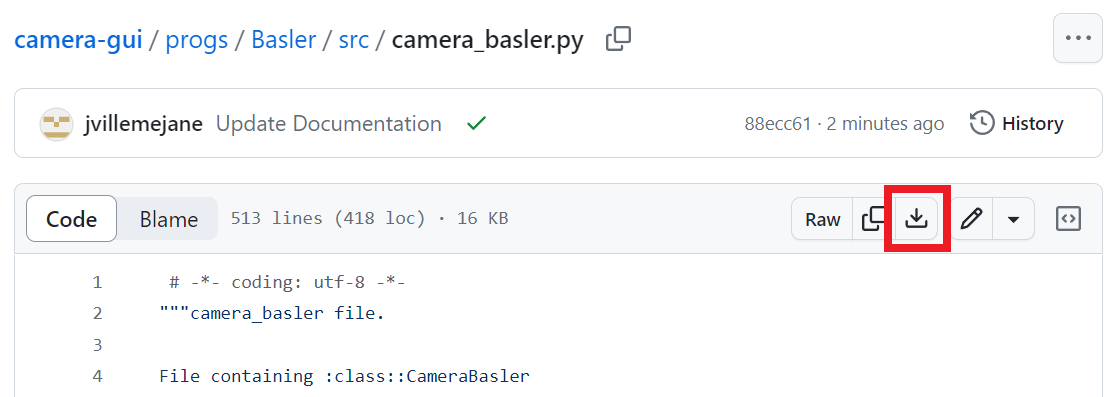 camera-gui / progs / Basler / src / camera_basler.py
jvillemejane Update Documentation 88ecc61 · 2 minutes ago History
Code Blame 513 lines (418 loc) · 16 KB Raw
1 # -*- coding: utf-8 -*-
2 """camera_basler file.
3
4 File containing :class::CameraBasler